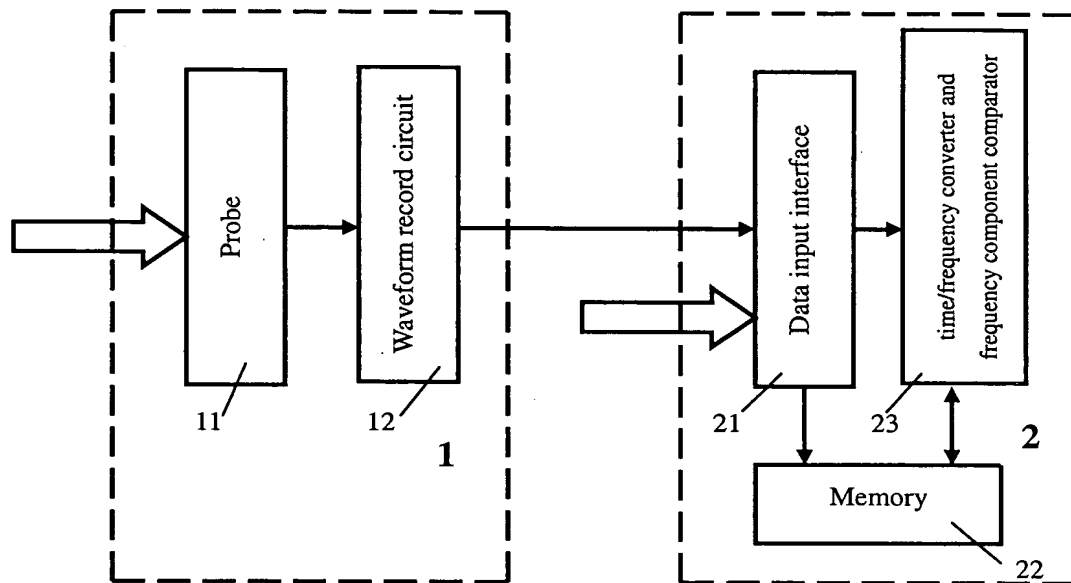 Probe
11
Waveform record circuit
12
1
Data input interface
21
time/frequency converter and
frequency component comparator
23
2
Memory
22